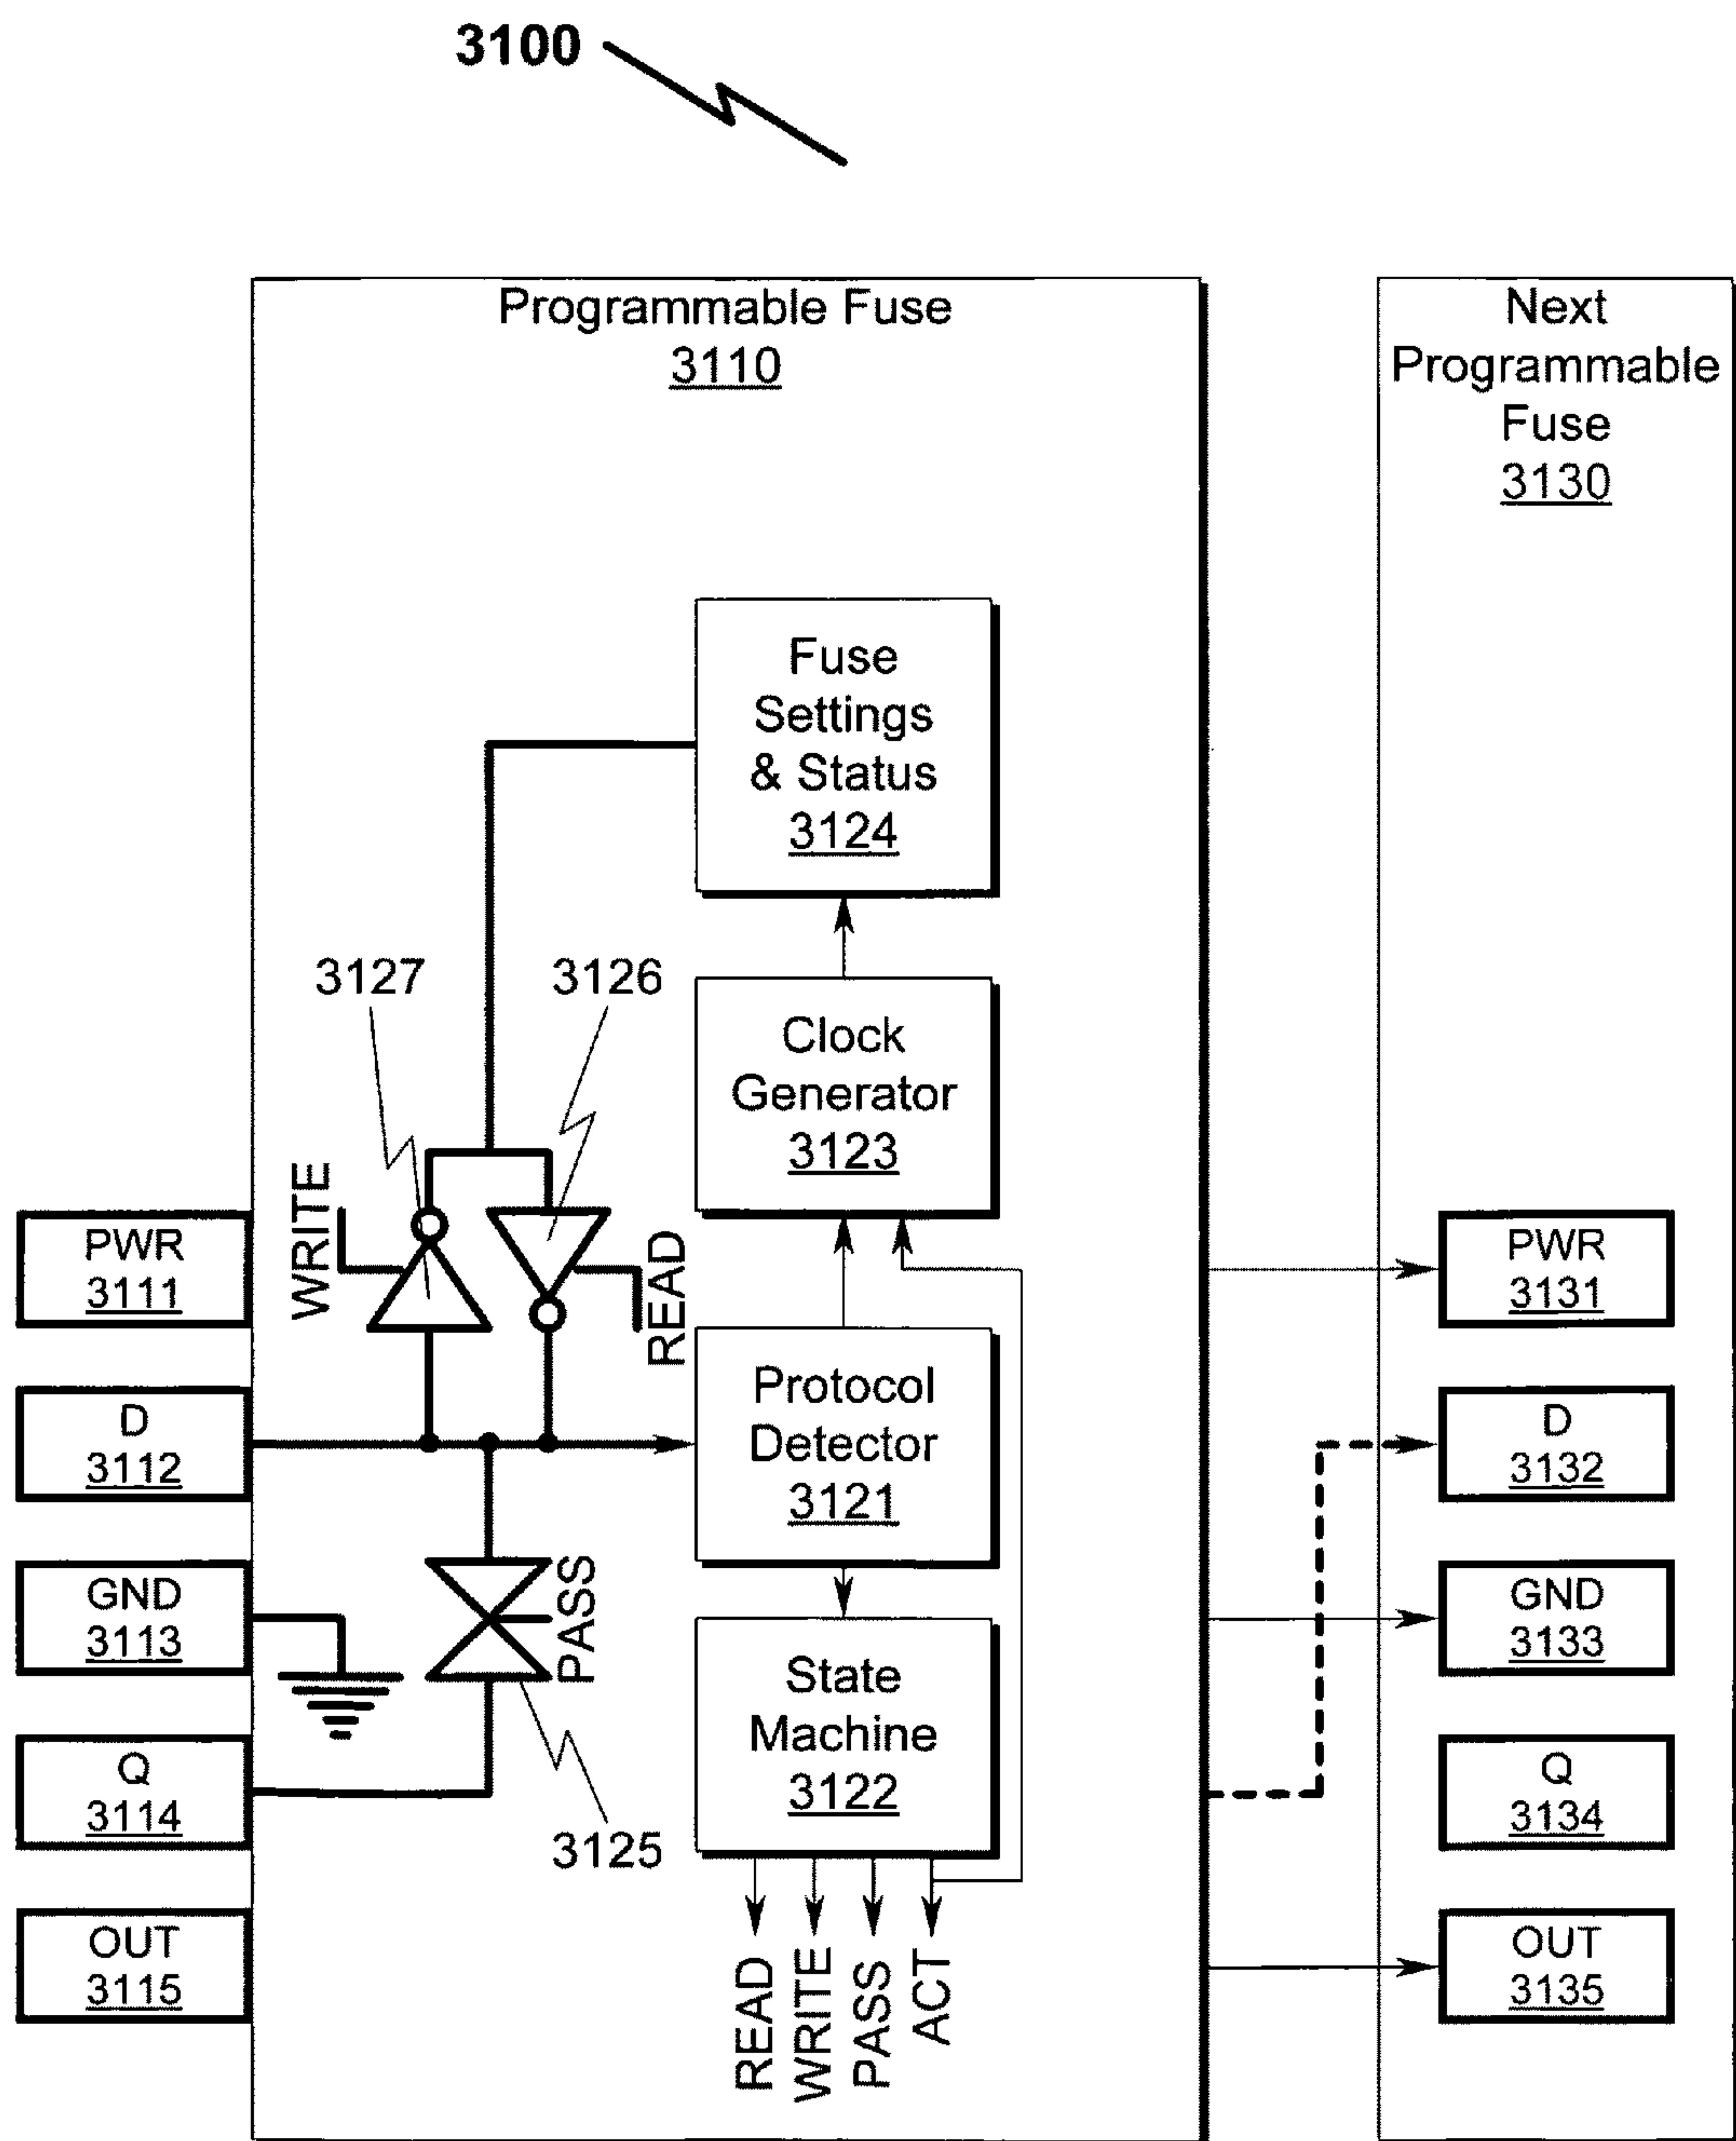 3100
Programmable Fuse
3110
Next
Programmable
Fuse
3130
Fuse
Settings
& Status
3124
3127
3126
Clock
Generator
3123
WRITE
READ
PWR
3111
D
3112
GND
3113
Q
3114
OUT
3115
Protocol
Detector
3121
PASS
State
Machine
3122
3125
READ
WRITE
PASS
ACT
PWR
3131
D
3132
GND
3133
Q
3134
OUT
3135